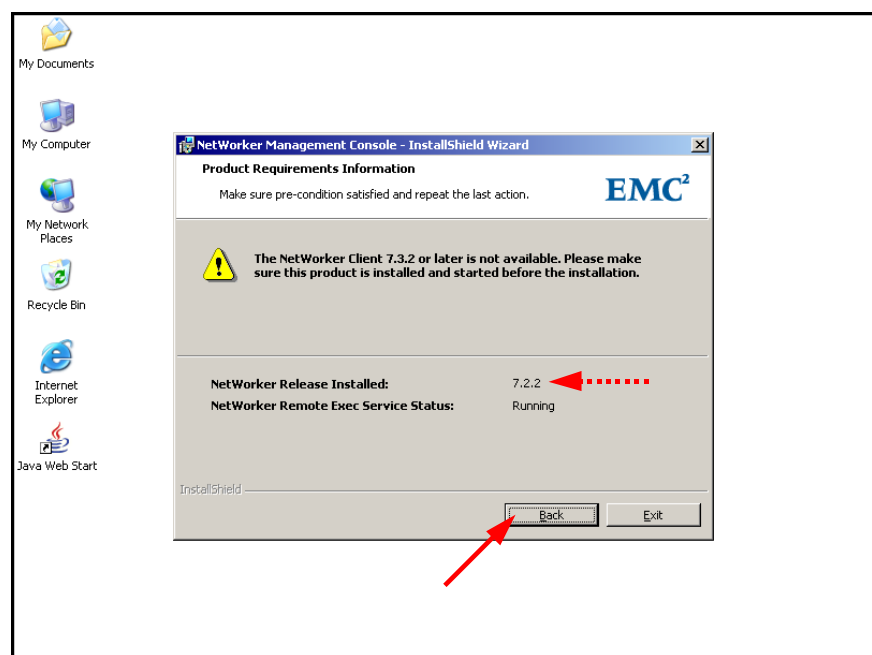 My Documents
My Computer
My Network
Places
Recycle Bin
Internet
Explorer
Java Web Start
NetWorker Management Console - InstallShield Wizard
Product Requirements Information
Make sure pre-condition satisfied and repeat the last action.
EMC²
The NetWorker Client 7.3.2 or later is not available. Please make
sure this product is installed and started before the installation.
NetWorker Release Installed: 7.2.2
NetWorker Remote Exec Service Status: Running
InstallShield
Back Exit